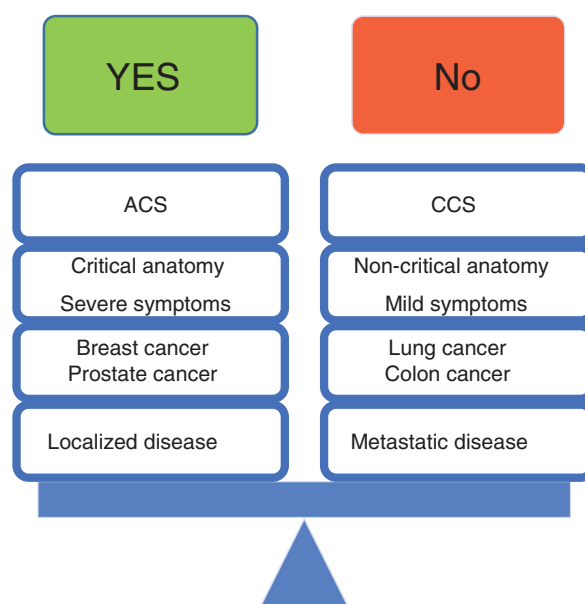 YES
No
ACS
CCS
Critical anatomy
Severe symptoms
Non-critical anatomy
Mild symptoms
Breast cancer
Prostate cancer
Lung cancer
Colon cancer
Localized disease
Metastatic disease